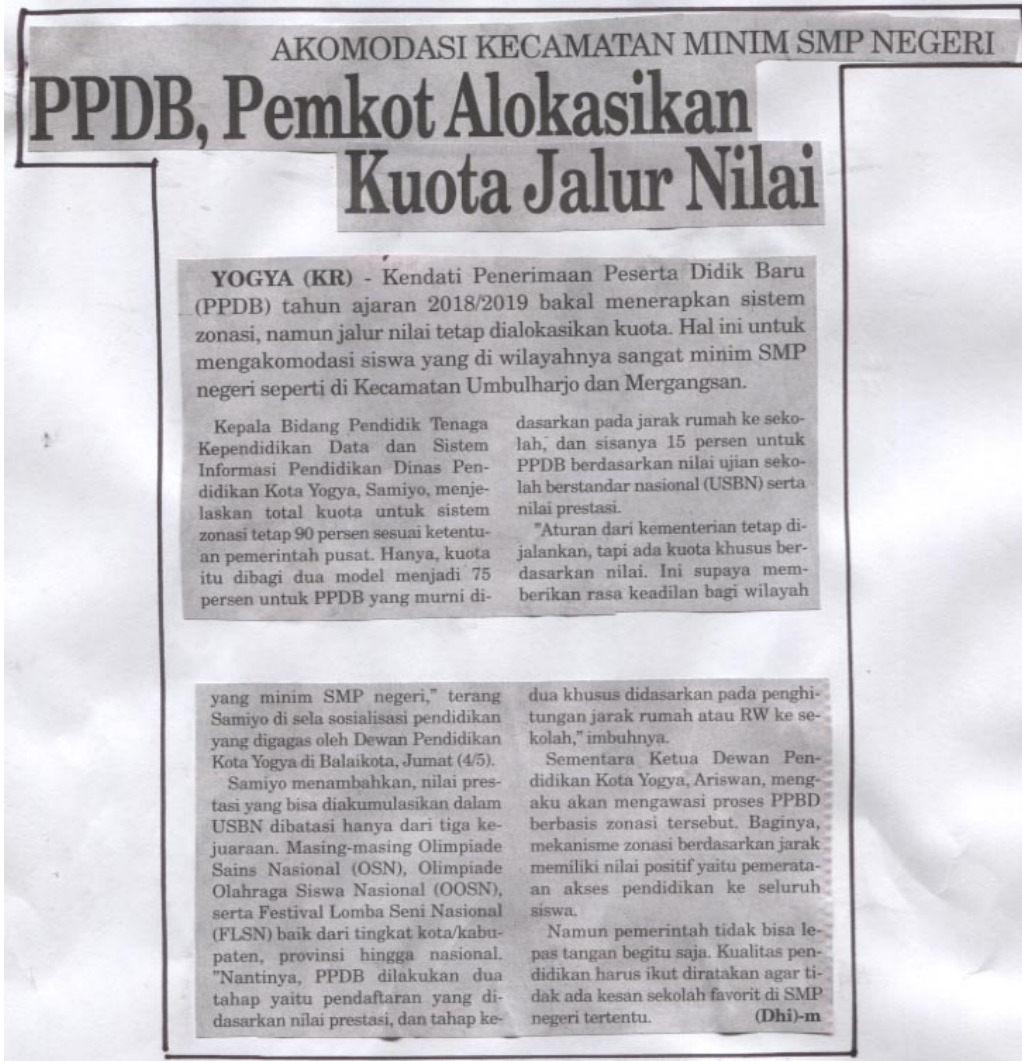 AKOMODASI KECAMATAN MINIM SMP NEGERI
PPDB, Pemkot Alokasikan
Kuota Jalur Nilai
YOGYA (KR) - Kendati Penerimaan Peserta Didik Baru
(PPDB) tahun ajaran 2018/2019 bakal menerapkan sistem
zonasi, namun jalur nilai tetap dialokasikan kuota. Hal ini untuk
mengakomodasi siswa yang di wilayahnya sangat minim SMP
negeri seperti di Kecamatan Umbulharjo dan Mergangsan.
Kepala Bidang Pendidik Tenaga
Kependidikan Data dan Sistem
Informasi Pendidikan Dinas Pen-
didikan Kota Yogya, Samiyo, menje-
laskan total kuota untuk sistem
zonasi tetap 90 persen sesuai ketentu-
an pemerintah pusat. Hanya, kuota
itu dibagi dua model menjadi 75
persen untuk PPDB yang murni di-
dasarkan pada jarak rumah ke seko-
lah, dan sisanya 15 persen untuk
PPDB berdasarkan nilai ujian seko-
lah berstandar nasional (USBN) serta
nilai prestasi.
"Aturan dari kementerian tetap di-
jalankan, tapi ada kuota khusus ber-
dasarkan nilai. Ini supaya mem-
berikan rasa keadilan bagi wilayah
yang minim SMP negeri," terang
Samiyo di sela sosialisasi pendidikan
yang digagas oleh Dewan Pendidikan
Kota Yogya di Balaikota, Jumat (4/5).
Samiyo menambahkan, nilai pres-
tasi yang bisa diakumulasikan dalam
USBN dibatasi hanya dari tiga ke-
juaraan. Masing-masing Olimpiade
Sains Nasional (OSN), Olimpiade
Olahraga Siswa Nasional (OOSN),
serta Festival Lomba Seni Nasional
(FLSN) baik dari tingkat kota/kabu-
paten, provinsi hingga nasional.
"Nantinya, PPDB dilakukan dua
tahap yaitu pendaftaran yang di-
dasarkan nilai prestasi, dan tahap ke-
dua khusus didasarkan pada penghi-
tungan jarak rumah atau RW ke se-
kolah," imbuhnya.
Sementara Ketua Dewan Pen-
didikan Kota Yogya, Ariswan, meng-
aku akan mengawasi proses PPBD
berbasis zonasi tersebut. Baginya,
mekanisme zonasi berdasarkan jarak
memiliki nilai positif yaitu pemerata-
an akses pendidikan ke seluruh
siswa.
Namun pemerintah tidak bisa le-
pas tangan begitu saja. Kualitas pen-
didikan harus ikut diratakan agar ti-
dak ada kesan sekolah favorit di SMP
negeri tertentu. (Dhi)-m